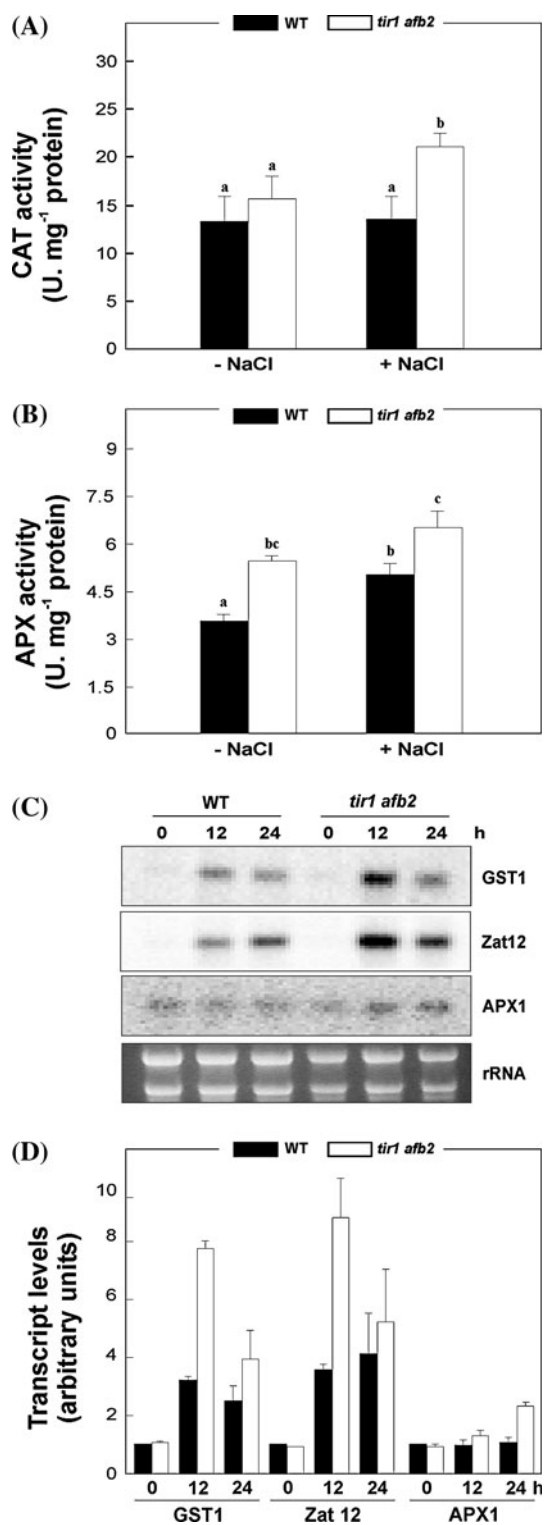 (A)
WT tir1 afb2
CAT activity
(U. mg-1 protein)
30
25
20
15
10
5
0
a
a
a
b
- NaCl + NaCl
(B)
WT tir1 afb2
APX activity
(U. mg-1 protein)
9
7.5
6
4.5
3
1.5
0
a
bc
b
c
- NaCl + NaCl
(C)
WT tir1 afb2
0 12 24 0 12 24 h
GST1
Zat12
APX1
rRNA
(D)
WT tir1 afb2
Transcript levels
(arbitrary units)
10
8
6
4
2
0
0 12 24 0 12 24 0 12 24 h
GST1 Zat 12 APX1